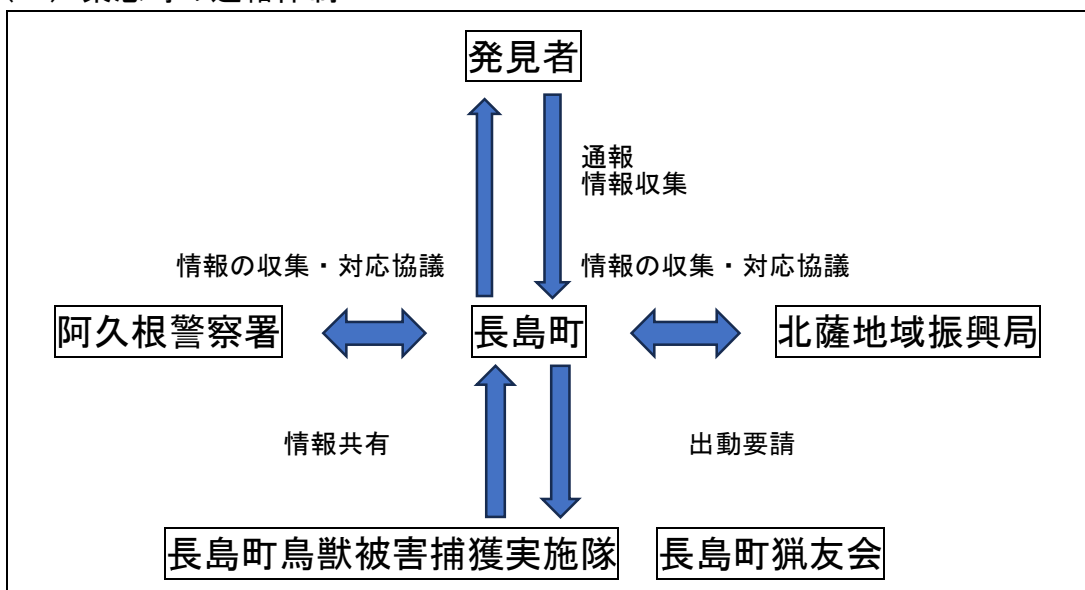 発見者
通報
情報収集
情報の収集・対応協議
情報の収集・対応協議
阿久根警察署
長島町
北薩地域振興局
情報共有
出動要請
長島町鳥獣被害捕獲実施隊
長島町猟友会